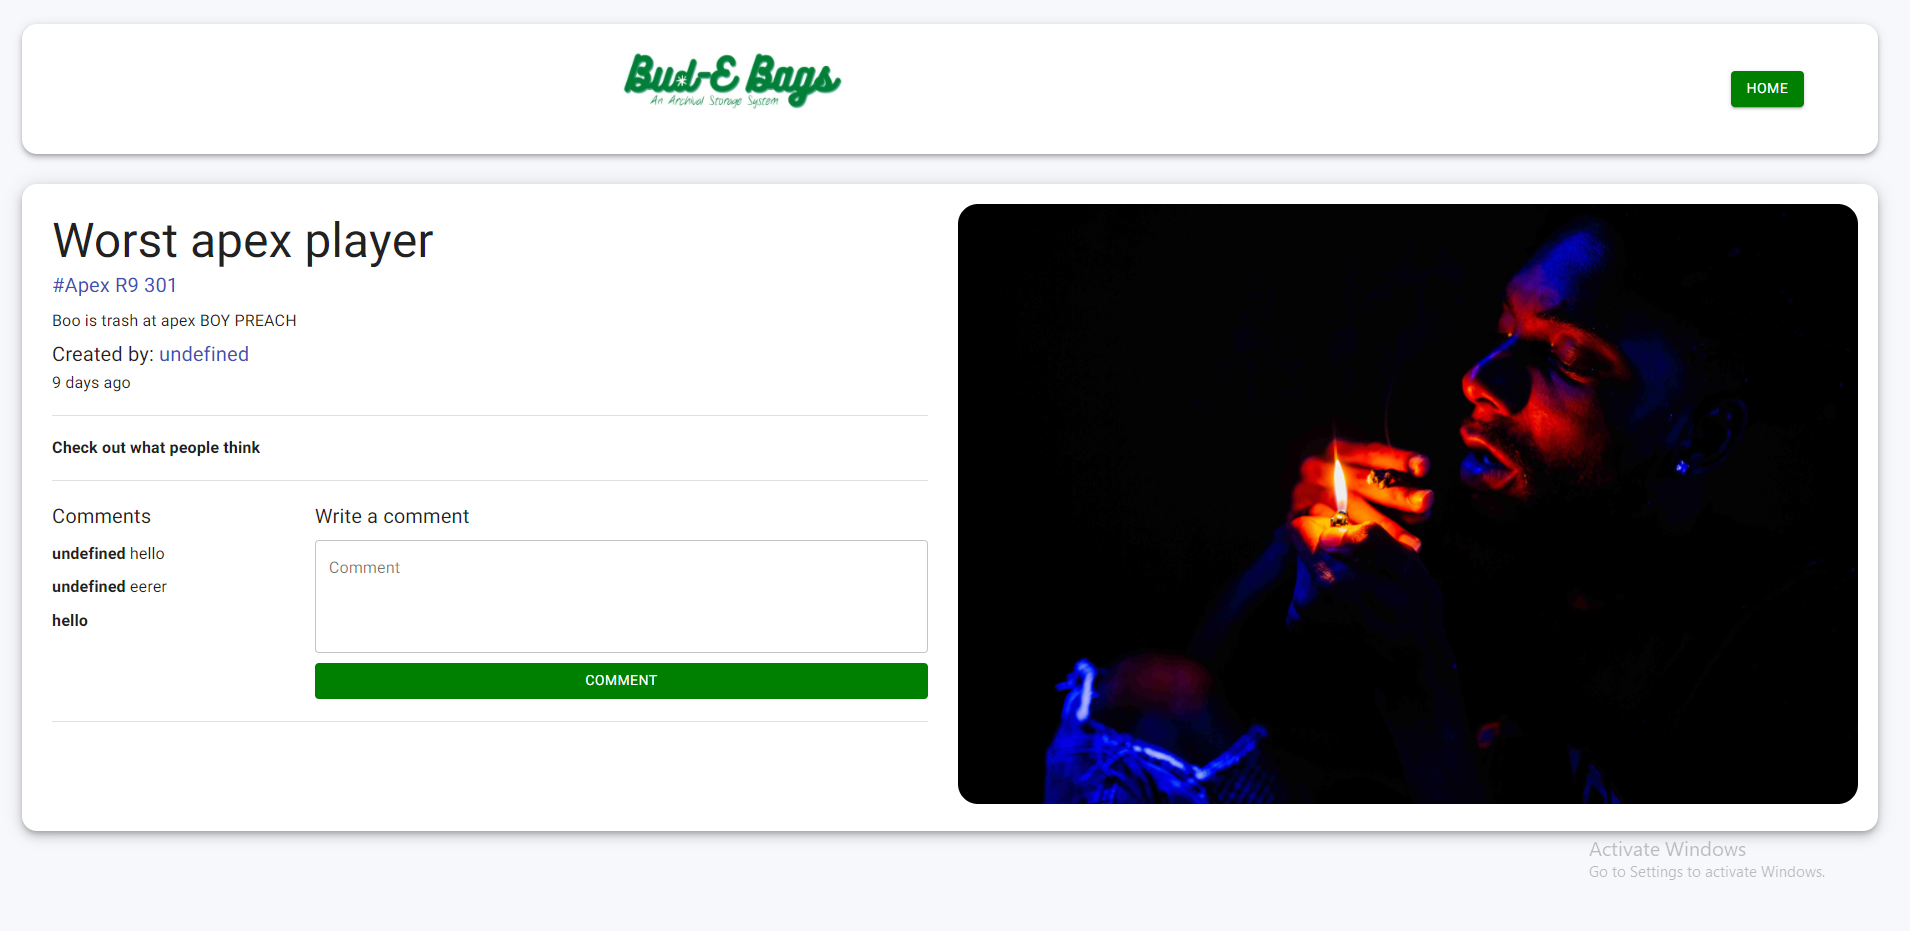 Bud-E Bags
An Archival Storage System
HOME
Worst apex player
#Apex R9 301
Boo is trash at apex BOY PREACH
Created by: undefined
9 days ago
Check out what people think
Comments
undefined hello
undefined eerer
hello
Write a comment
Comment
COMMENT
Activate Windows
Go to Settings to activate Windows.